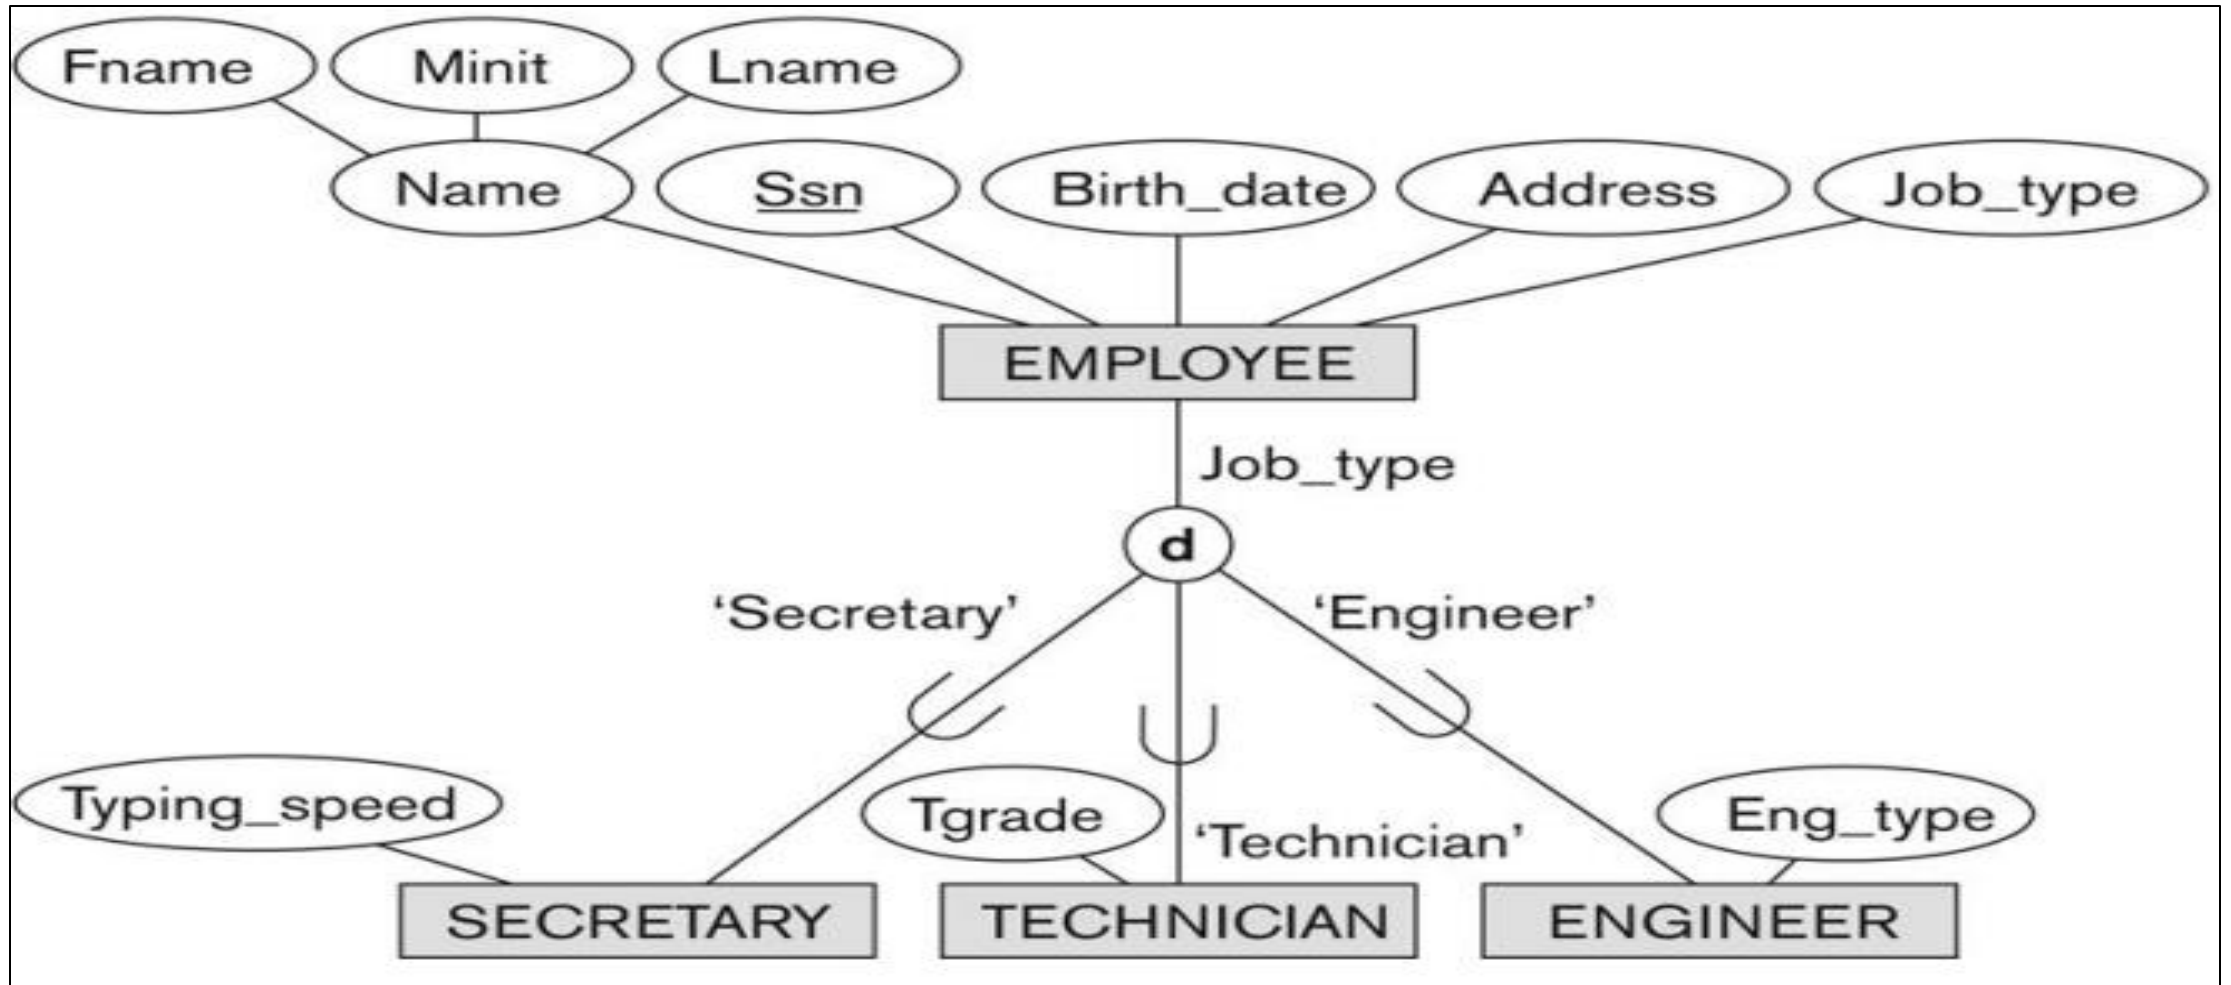 Fname Minit Lname
Name Ssn Birth_date Address Job_type
EMPLOYEE
Job_type
d
‘Secretary’ ‘Engineer’
Typing_speed Tgrade ‘Technician’ Eng_type
SECRETARY TECHNICIAN ENGINEER